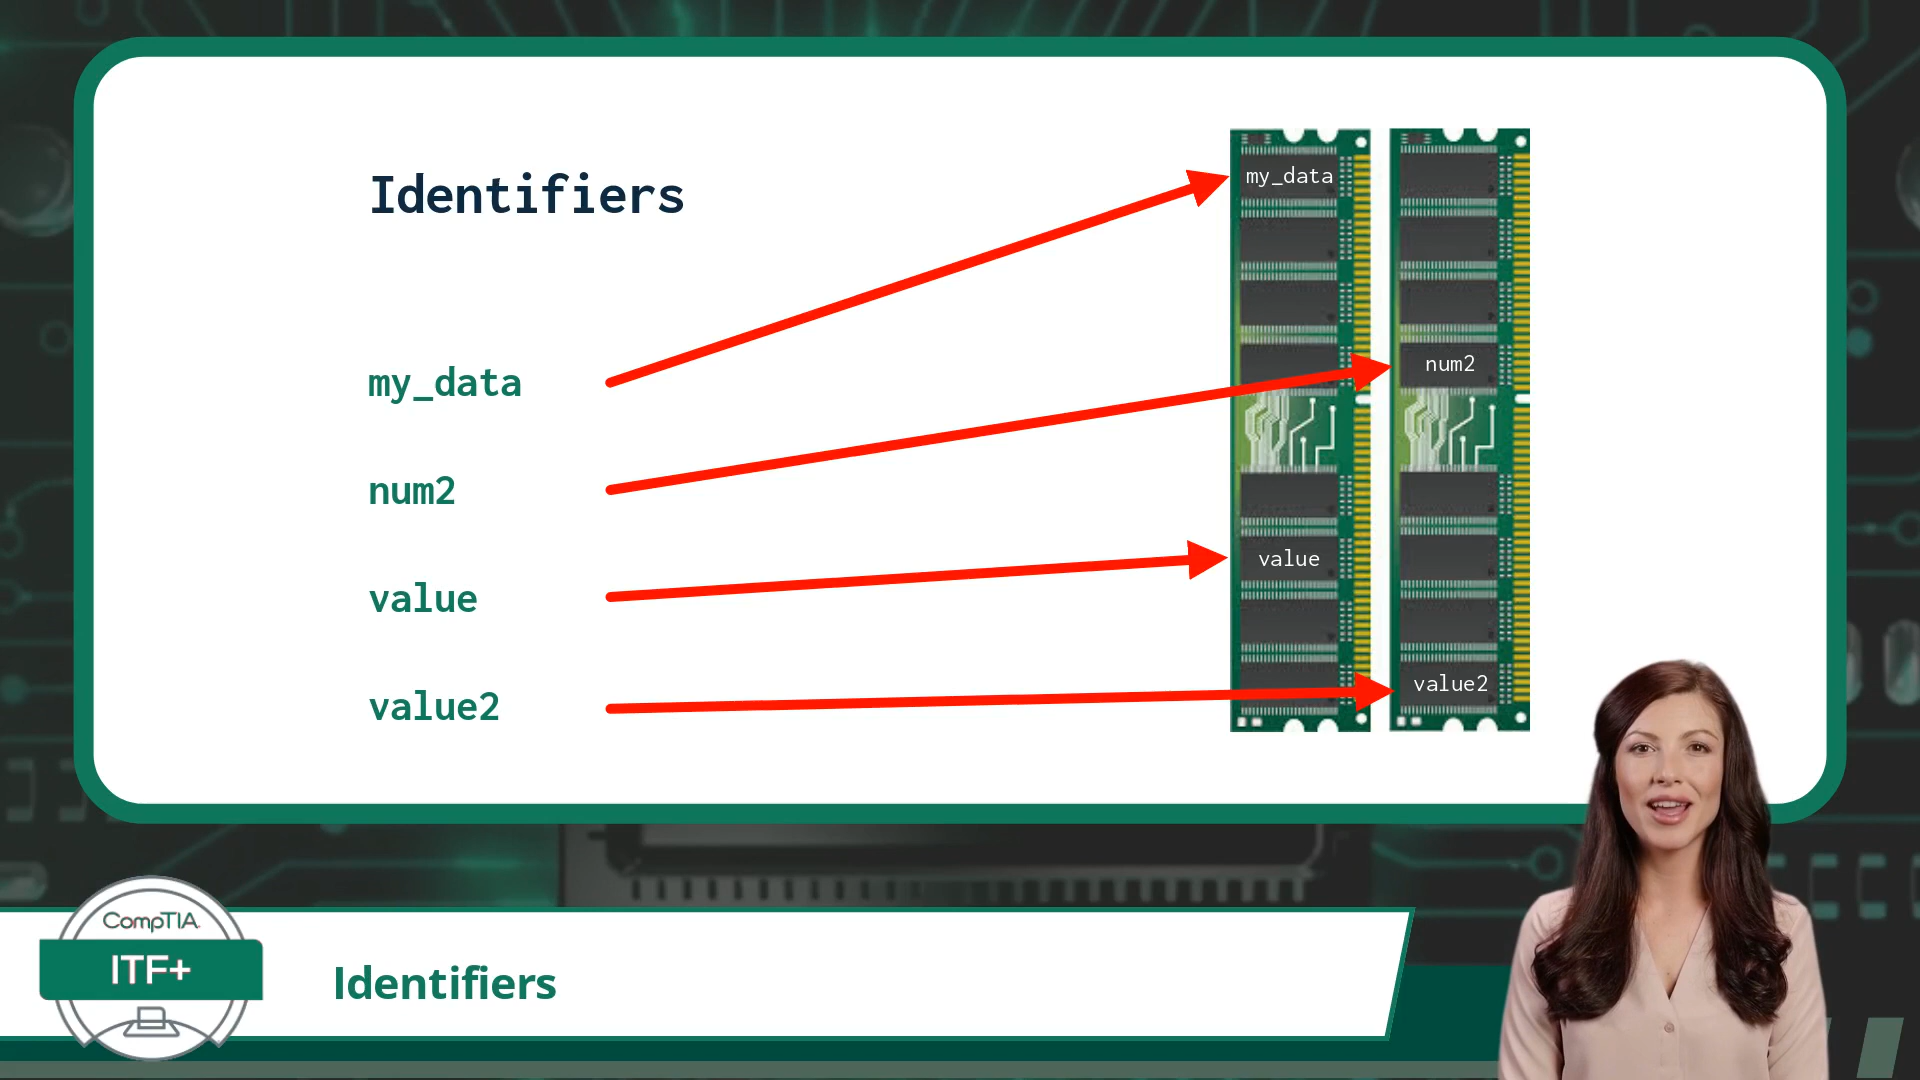 Identifiers
my_data
num2
value
value2
my_data
num2
value
value2
CompTIA
ITF+
Identifiers